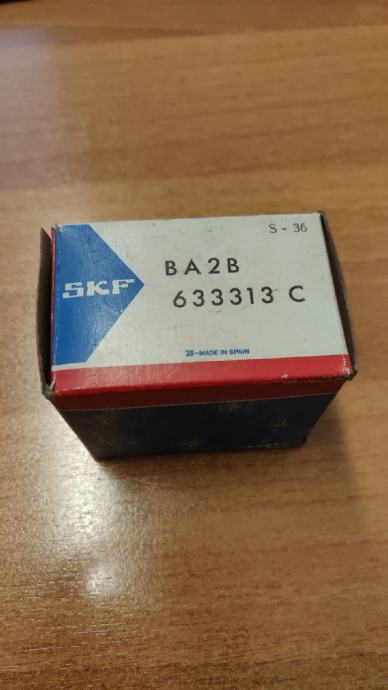 S - 36
BA2B
SKF
633313 C
28-MADE IN SPAIN